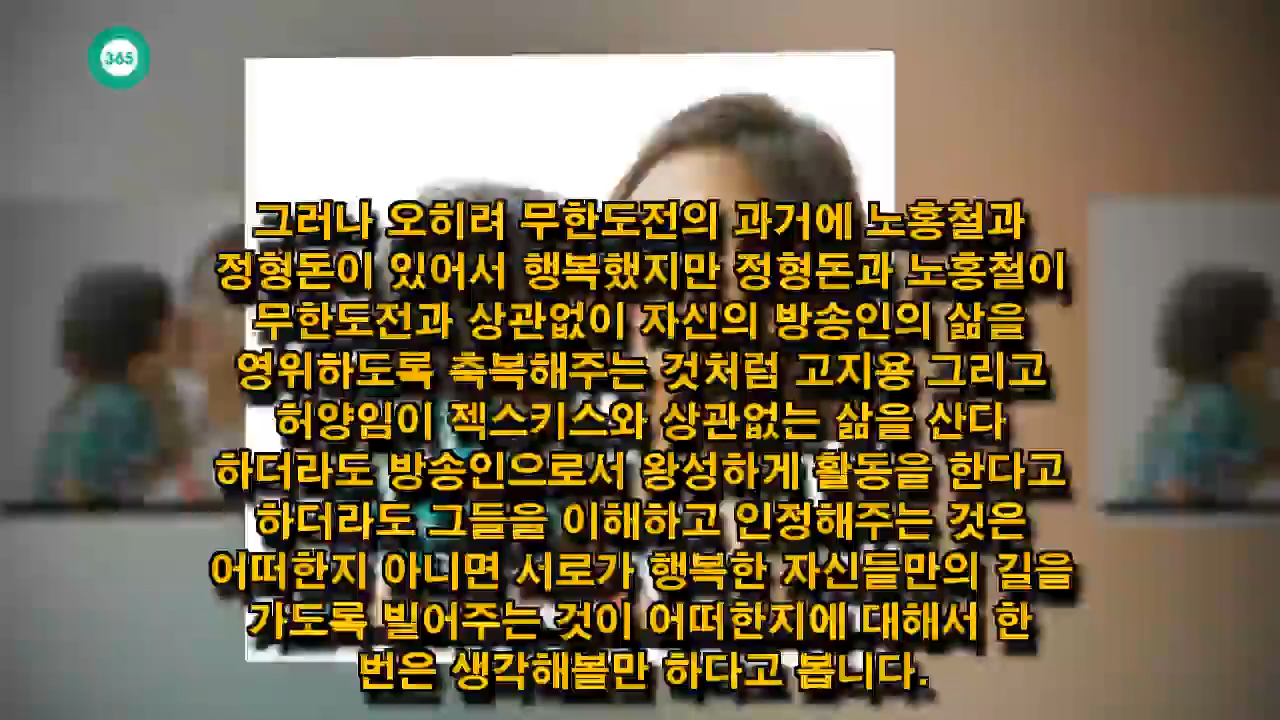 365
그러나 오히려 무한도전의 과거에 노홍철과
정형돈이 있어서 행복했지만 정형돈과 노홍철이
무한도전과 상관없이 자신의 방송인의 삶을
영위하도록 축복해주는 것처럼 고지용 그리고
허양임이 젝스키스와 상관없는 삶을 산다
하더라도 방송인으로서 왕성하게 활동을 한다고
하더라도 그들을 이해하고 인정해주는 것은
어떠한지 아니면 서로가 행복한 자신들만의 길을
가도록 빌어주는 것이 어떠한지에 대해서 한
번은 생각해볼만 하다고 봅니다.